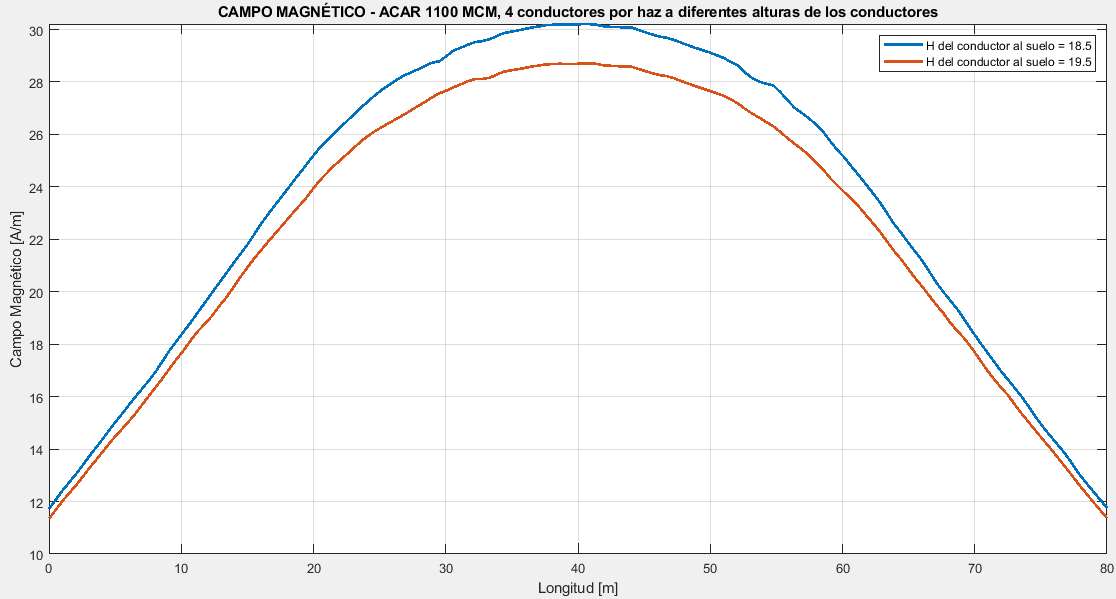 CAMPO MAGNÉTICO - ACAR 1100 MCM, 4 conductores por haz a diferentes alturas de los conductores
H del conductor al suelo = 18.5
H del conductor al suelo = 19.5
Campo Magnético [A/m]
30
28
26
24
22
20
18
16
14
12
10
0 10 20 30 40 50 60 70 80
Longitud [m]